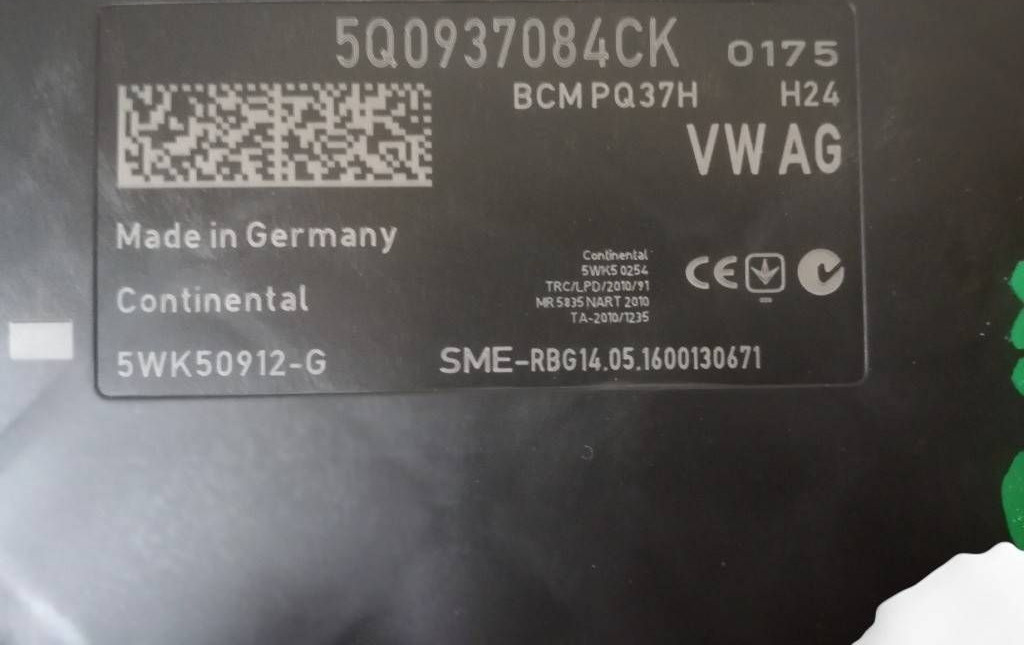 5Q0937084CK 0175
BCM PQ37H H24
VW AG
Made in Germany
Continental
5WK5 0254
TRC/LPD/2010/91
MR 5835 NART 2010
TA-2010/1235
CE
Continental
5WK50912-G SME-RBG14.05.1600130671